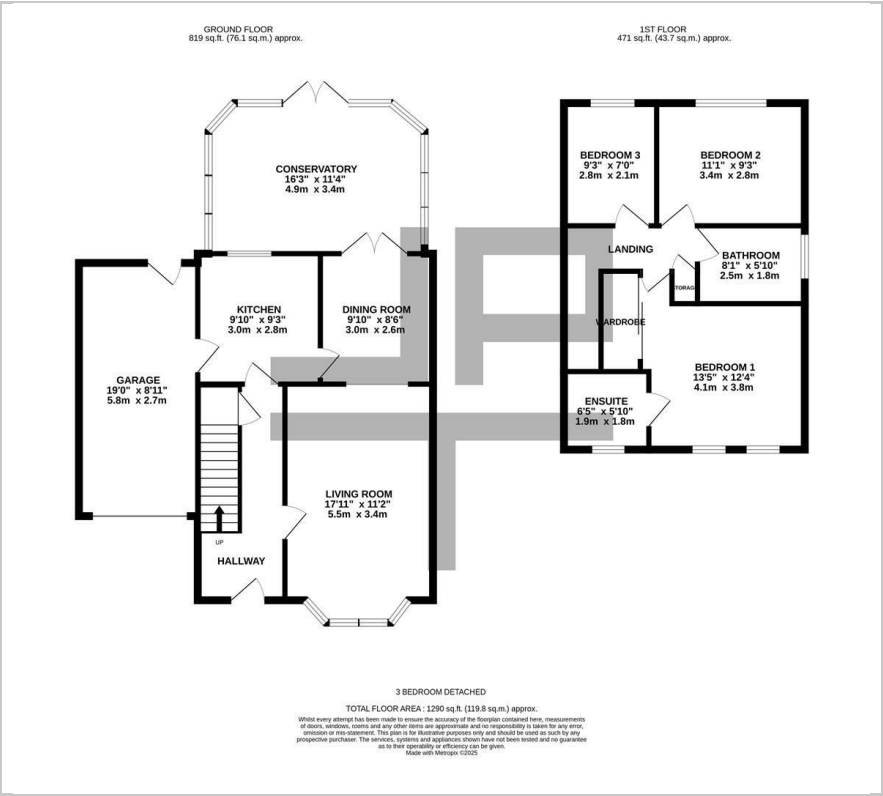 GROUND FLOOR
819 sq.ft. (76.1 sq.m.) approx.
1ST FLOOR
471 sq.ft. (43.7 sq.m.) approx.
CONSERVATORY
16'3" x 11'4"
4.9m x 3.4m
KITCHEN
9'10" x 9'3"
3.0m x 2.8m
DINING ROOM
9'10" x 8'6"
3.0m x 2.6m
GARAGE
19'0" x 8'11"
5.8m x 2.7m
LIVING ROOM
17'11" x 11'2"
5.5m x 3.4m
UP
HALLWAY
BEDROOM 3
9'3" x 7'0"
2.8m x 2.1m
BEDROOM 2
11'1" x 9'3"
3.4m x 2.8m
LANDING
BATHROOM
8'1" x 5'10"
2.5m x 1.8m
STORAG
WARDROBE
BEDROOM 1
13'5" x 12'4"
4.1m x 3.8m
ENSUITE
6'5" x 5'10"
1.9m x 1.8m
3 BEDROOM DETACHED
TOTAL FLOOR AREA : 1290 sq.ft. (119.8 sq.m.) approx.
Whilst every attempt has been made to ensure the accuracy of the floorplan contained here, measurements
of doors, windows, rooms and any other items are approximate and no responsibility is taken for any error,
omission or mis-statement. This plan is for illustrative purposes only and should be used as such by any
prospective purchaser. The services, systems and appliances shown have not been tested and no guarantee
as to their operability or efficiency can be given.
Made with Metropix ©2025